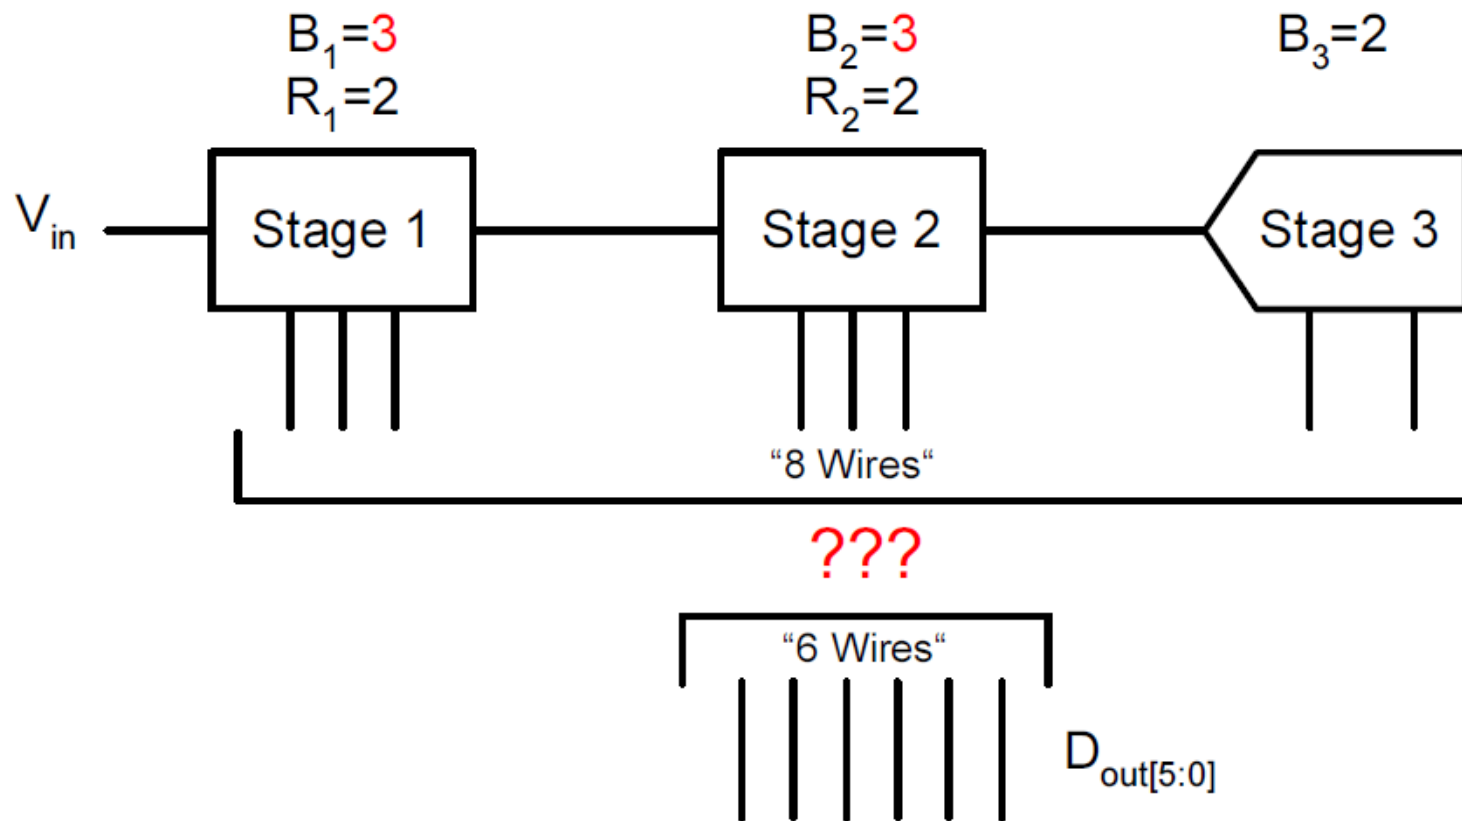 B1=3 B2=3 B3=2
R1=2 R2=2
Vin Stage 1 Stage 2 Stage 3
“8 Wires“
???
“6 Wires“
Dout[5:0]